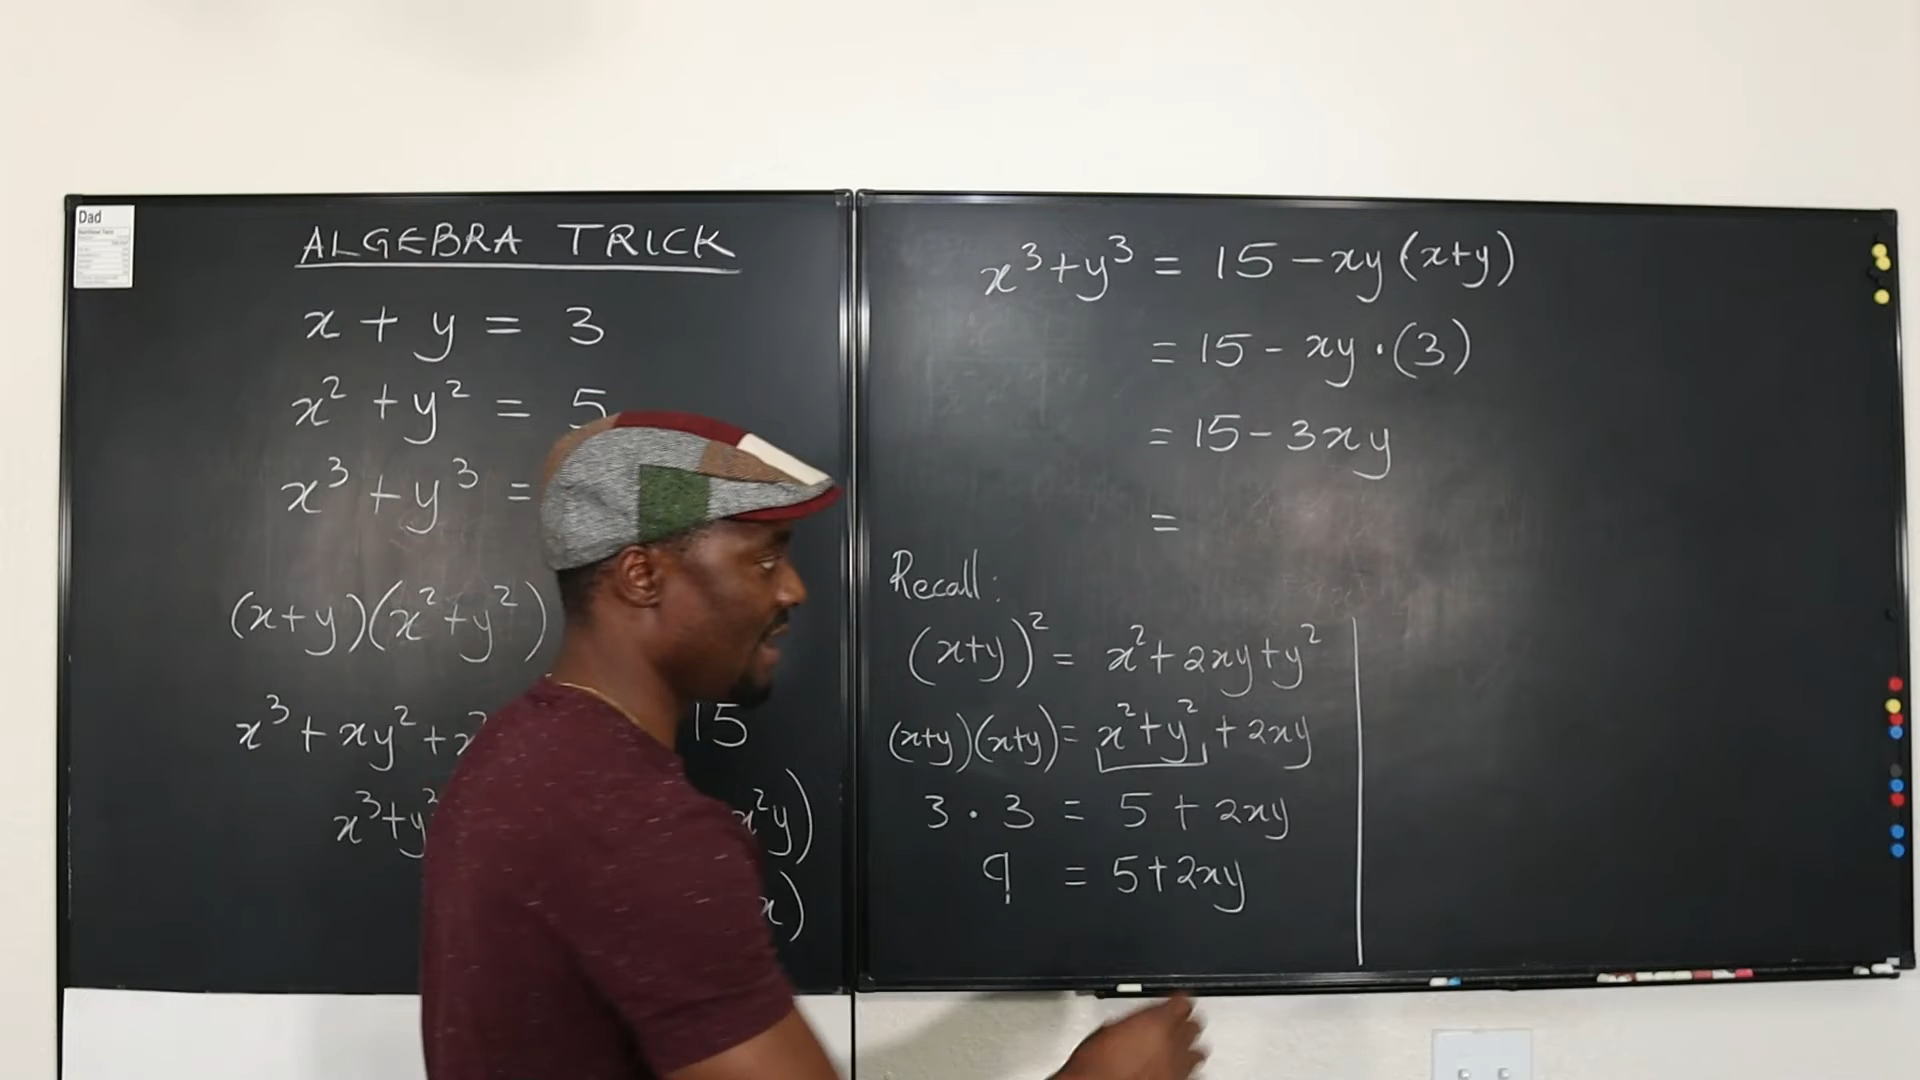 Dad
ALGEBRA TRICK
x + y = 3
x² + y² = 5
x³ + y³ =
(x+y)(x²+y²)
x³ + xy² + 15
x³+y x²y)
x)
x³+y³ = 15 - xy (x+y)
= 15 - xy · (3)
= 15 - 3xy
=
Recall:
(x+y)² = x² + 2xy + y²
(x+y)(x+y) = x² + y² + 2xy
3 · 3 = 5 + 2xy
9 = 5 + 2xy